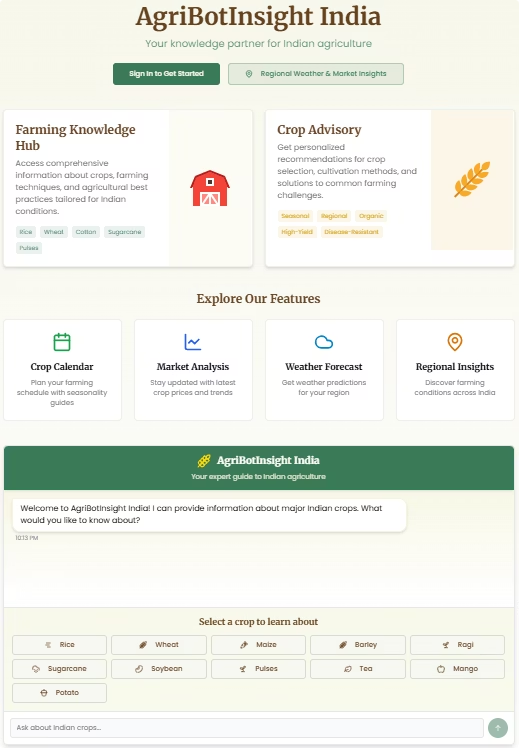 AgriBotInsight India
Your knowledge partner for Indian agriculture
Sign In to Get Started
Regional Weather & Market Insights
Farming Knowledge
Hub
Access comprehensive
information about crops, farming
techniques, and agricultural best
practices tailored for Indian
conditions.
Rice Wheat Cotton Sugarcane
Pulses
Crop Advisory
Get personalized
recommendations for crop
selection, cultivation methods, and
solutions to common farming
challenges.
Seasonal Regional Organic
High-Yield Disease-Resistant
Explore Our Features
Crop Calendar
Plan your farming
schedule with seasonality
guides
Market Analysis
Stay updated with latest
crop prices and trends
Weather Forecast
Get weather predictions
for your region
Regional Insights
Discover farming
conditions across India
AgriBotInsight India
Your expert guide to Indian agriculture
Welcome to AgriBotInsight India! I can provide information about major Indian crops. What
would you like to know about?
10:13 PM
Select a crop to learn about
Rice Wheat Maize Barley Ragi
Sugarcane Soybean Pulses Tea Mango
Potato
Ask about Indian crops...